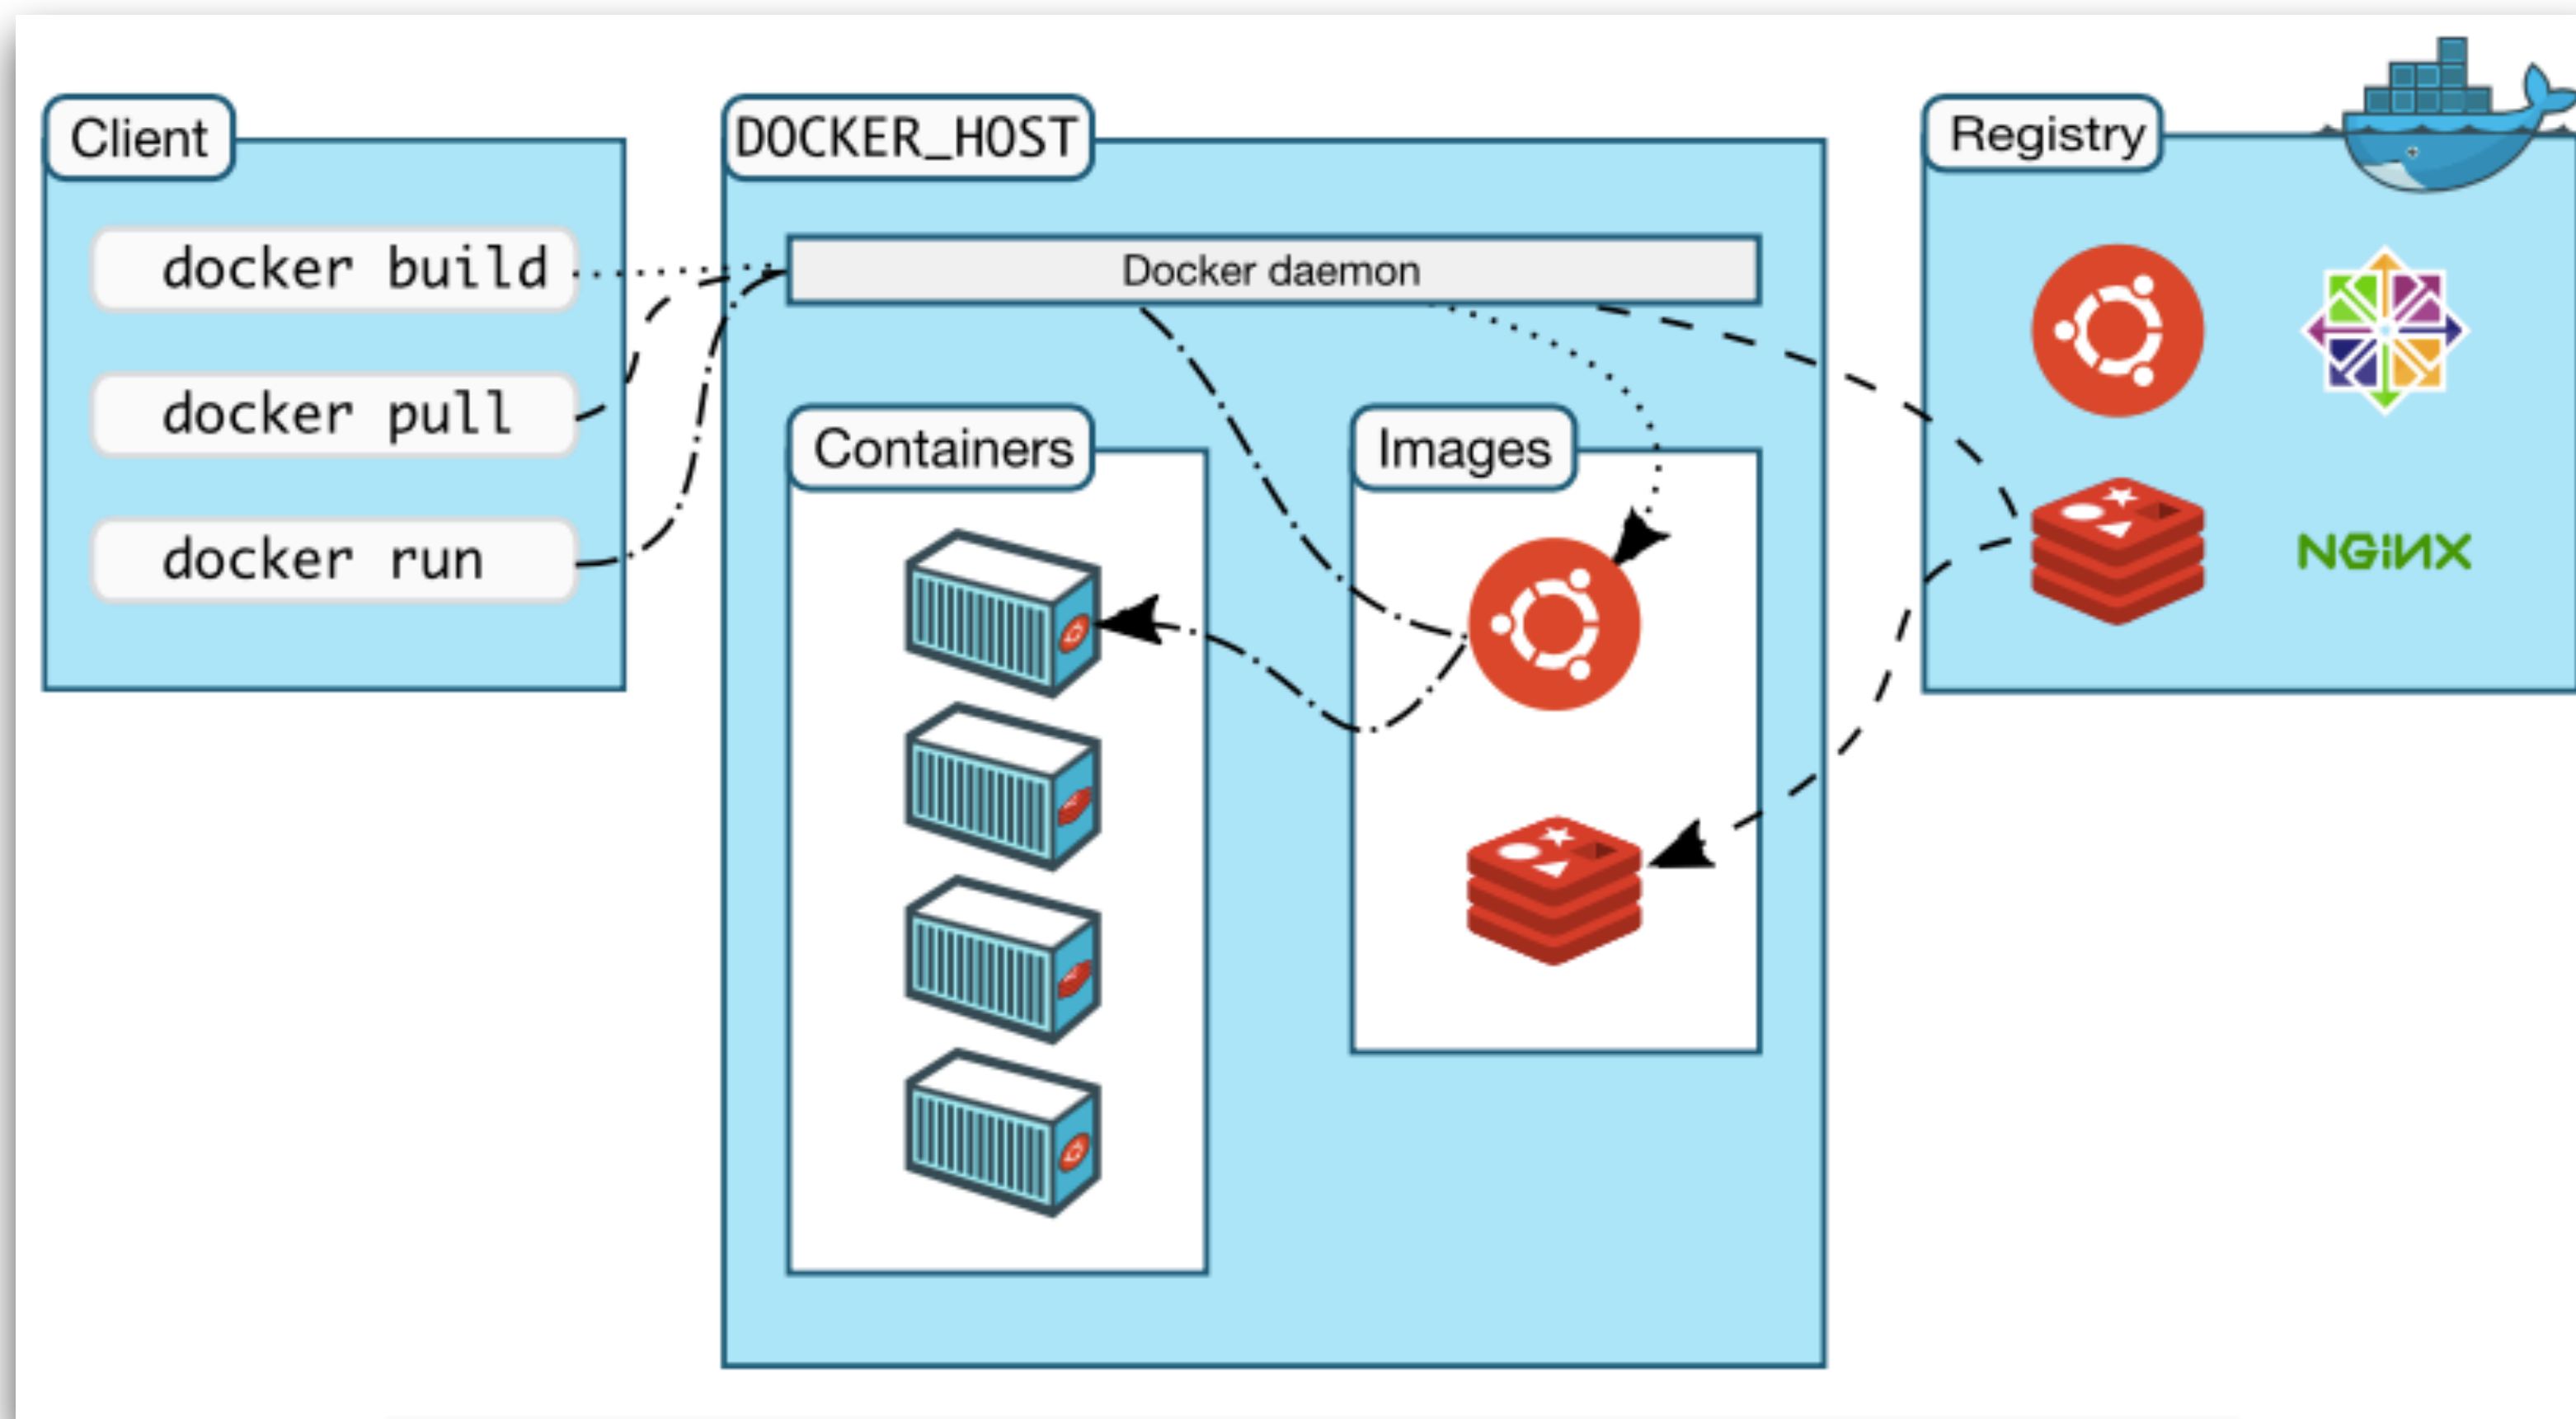 Client
docker build
docker pull
docker run
DOCKER_HOST
Docker daemon
Containers
Images
Registry
NGiNX